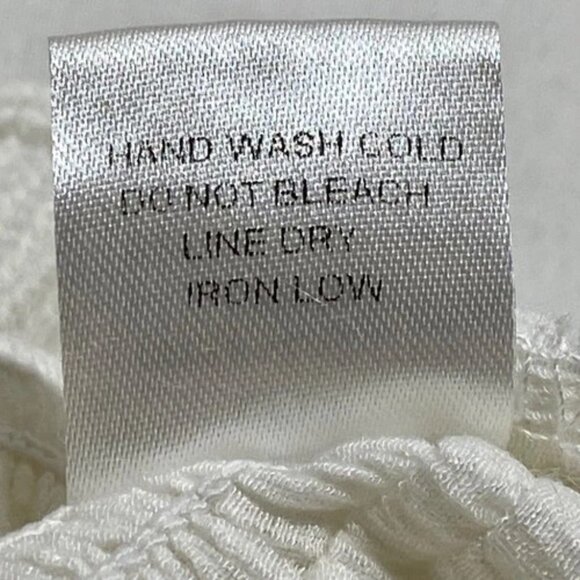 HAND WASH COLD
DO NOT BLEACH
LINE DRY
IRON LOW